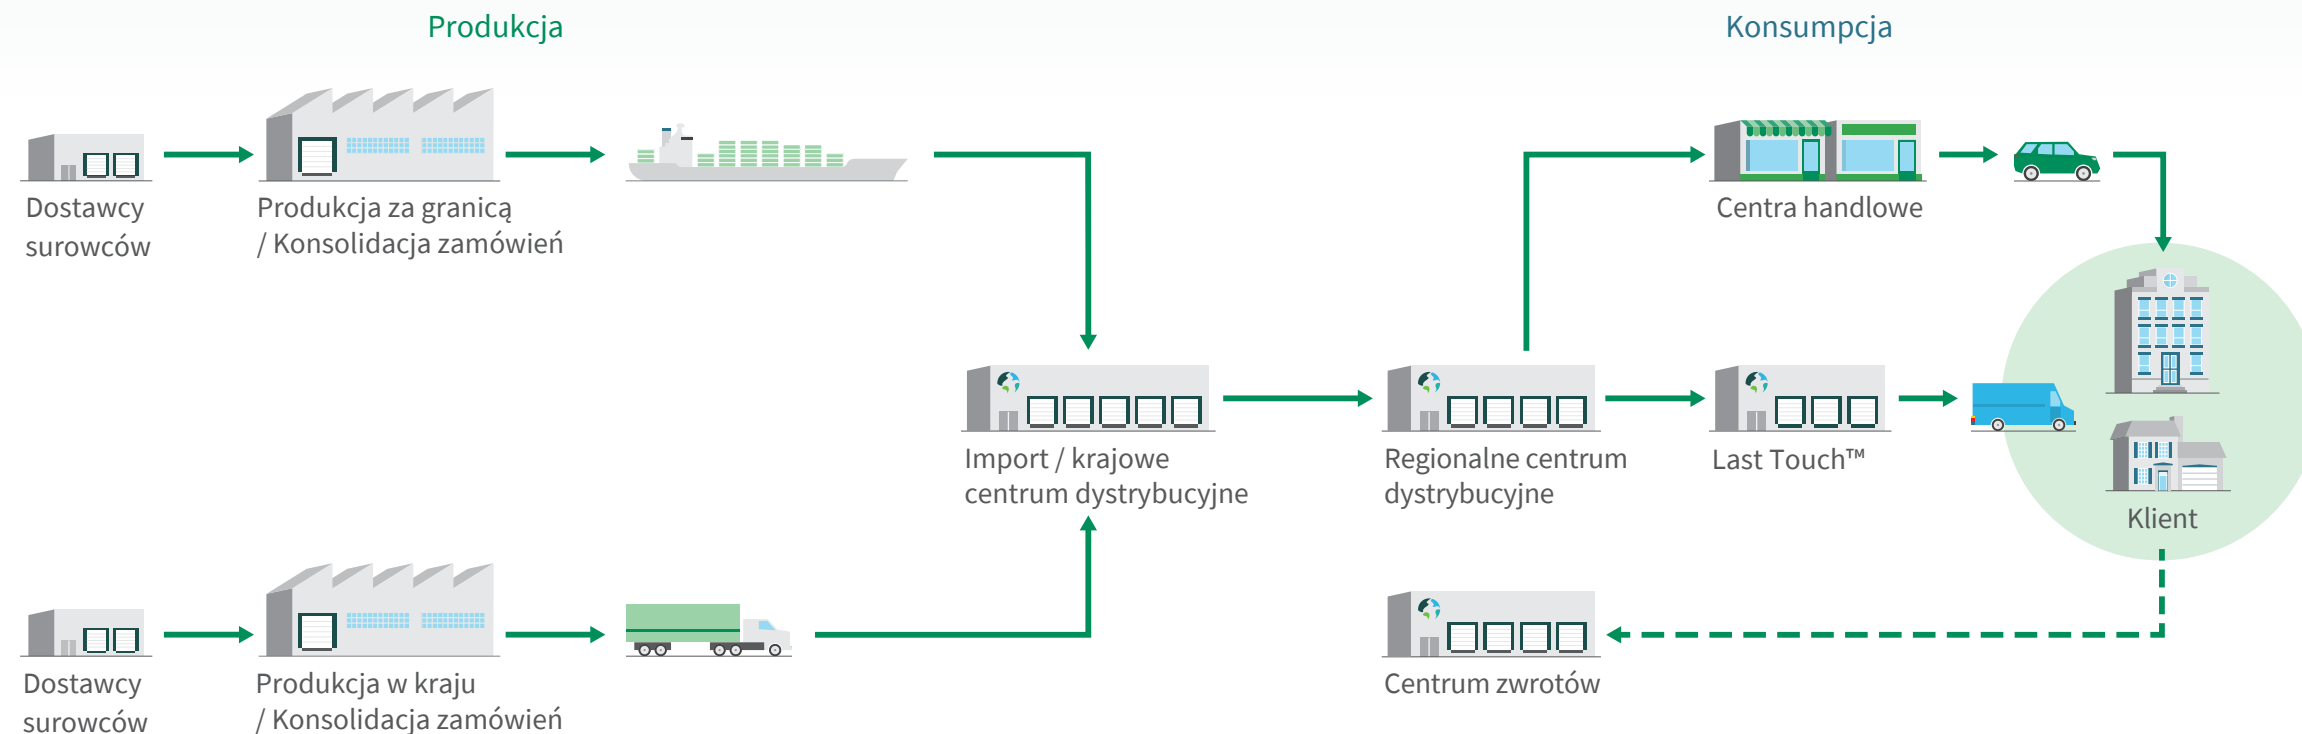 Produkcja
Konsumpcja
Dostawcy
surowców
Produkcja za granicą
/ Konsolidacja zamówień
Centra handlowe
Import / krajowe
centrum dystrybucyjne
Regionalne centrum
dystrybucyjne
Last Touch™
Klient
Dostawcy
surowców
Produkcja w kraju
/ Konsolidacja zamówień
Centrum zwrotów